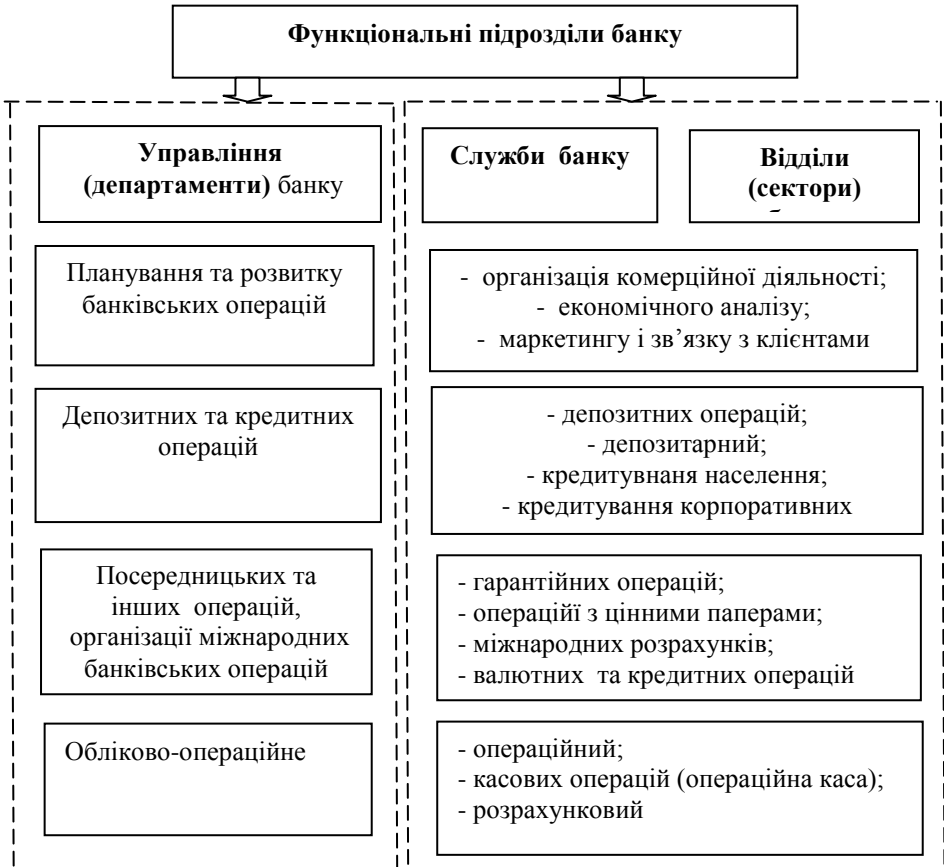 Функціональні підрозділи банку
Управління
(департаменти) банку
Служби банку
Відділи
(сектори)
Планування та розвитку
банківських операцій
- організація комерційної діяльності;
- економічного аналізу;
- маркетингу і зв’язку з клієнтами
Депозитних та кредитних
операцій
- депозитних операцій;
- депозитарний;
- кредитувнаня населення;
- кредитування корпоративних
Посередницьких та
інших операцій,
організації міжнародних
банківських операцій
- гарантійних операцій;
- операційї з цінними паперами;
- міжнародних розрахунків;
- валютних та кредитних операцій
Обліково-операційне
- операційний;
- касових операцій (операційна каса);
- розрахунковий